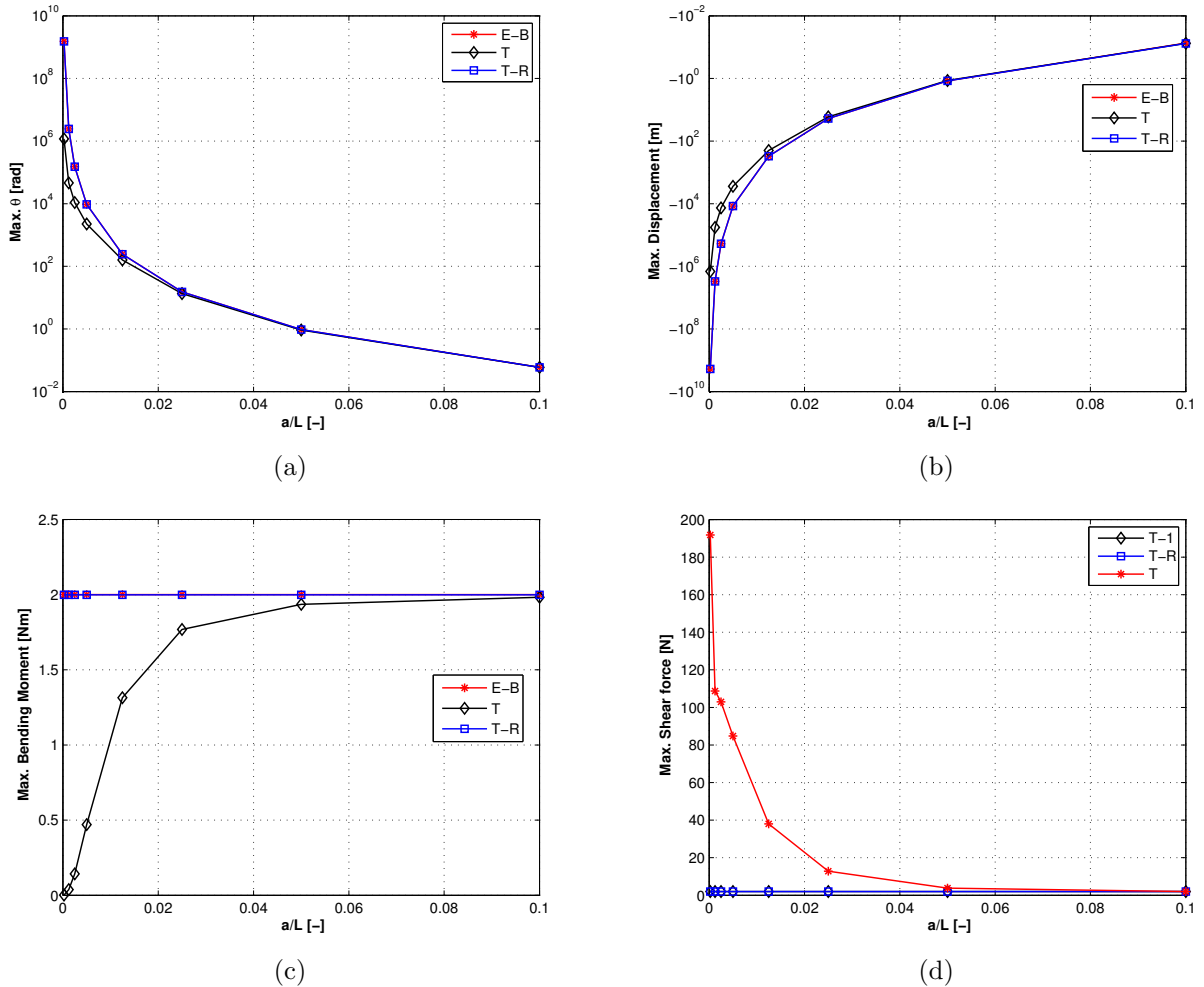 10^10
10^8
10^6
10^4
10^2
10^0
10^−2
Max. θ [rad]
E−B
T
T−R
0 0.02 0.04 0.06 0.08 0.1
a/L [−]
(a)
−10^−2
−10^0
−10^2
−10^4
−10^6
−10^8
−10^10
Max. Displacement [m]
E−B
T
T−R
0 0.02 0.04 0.06 0.08 0.1
a/L [−]
(b)
2.5
2
1.5
1
0.5
0
Max. Bending Moment [Nm]
E−B
T
T−R
0 0.02 0.04 0.06 0.08 0.1
a/L [−]
(c)
200
180
160
140
120
100
80
60
40
20
0
Max. Shear force [N]
T−1
T−R
T
0 0.02 0.04 0.06 0.08 0.1
a/L [−]
(d)